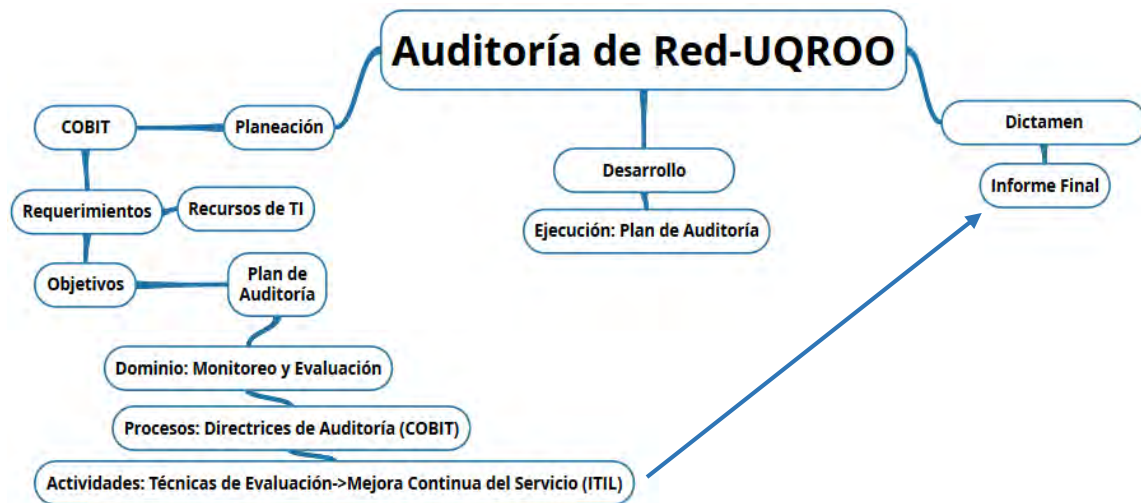 Auditoría de Red-UQROO
COBIT
Planeación
Dictamen
Desarrollo
Informe Final
Requerimientos
Recursos de TI
Ejecución: Plan de Auditoría
Objetivos
Plan de
Auditoría
Dominio: Monitoreo y Evaluación
Procesos: Directrices de Auditoría (COBIT)
Actividades: Técnicas de Evaluación->Mejora Continua del Servicio (ITIL)